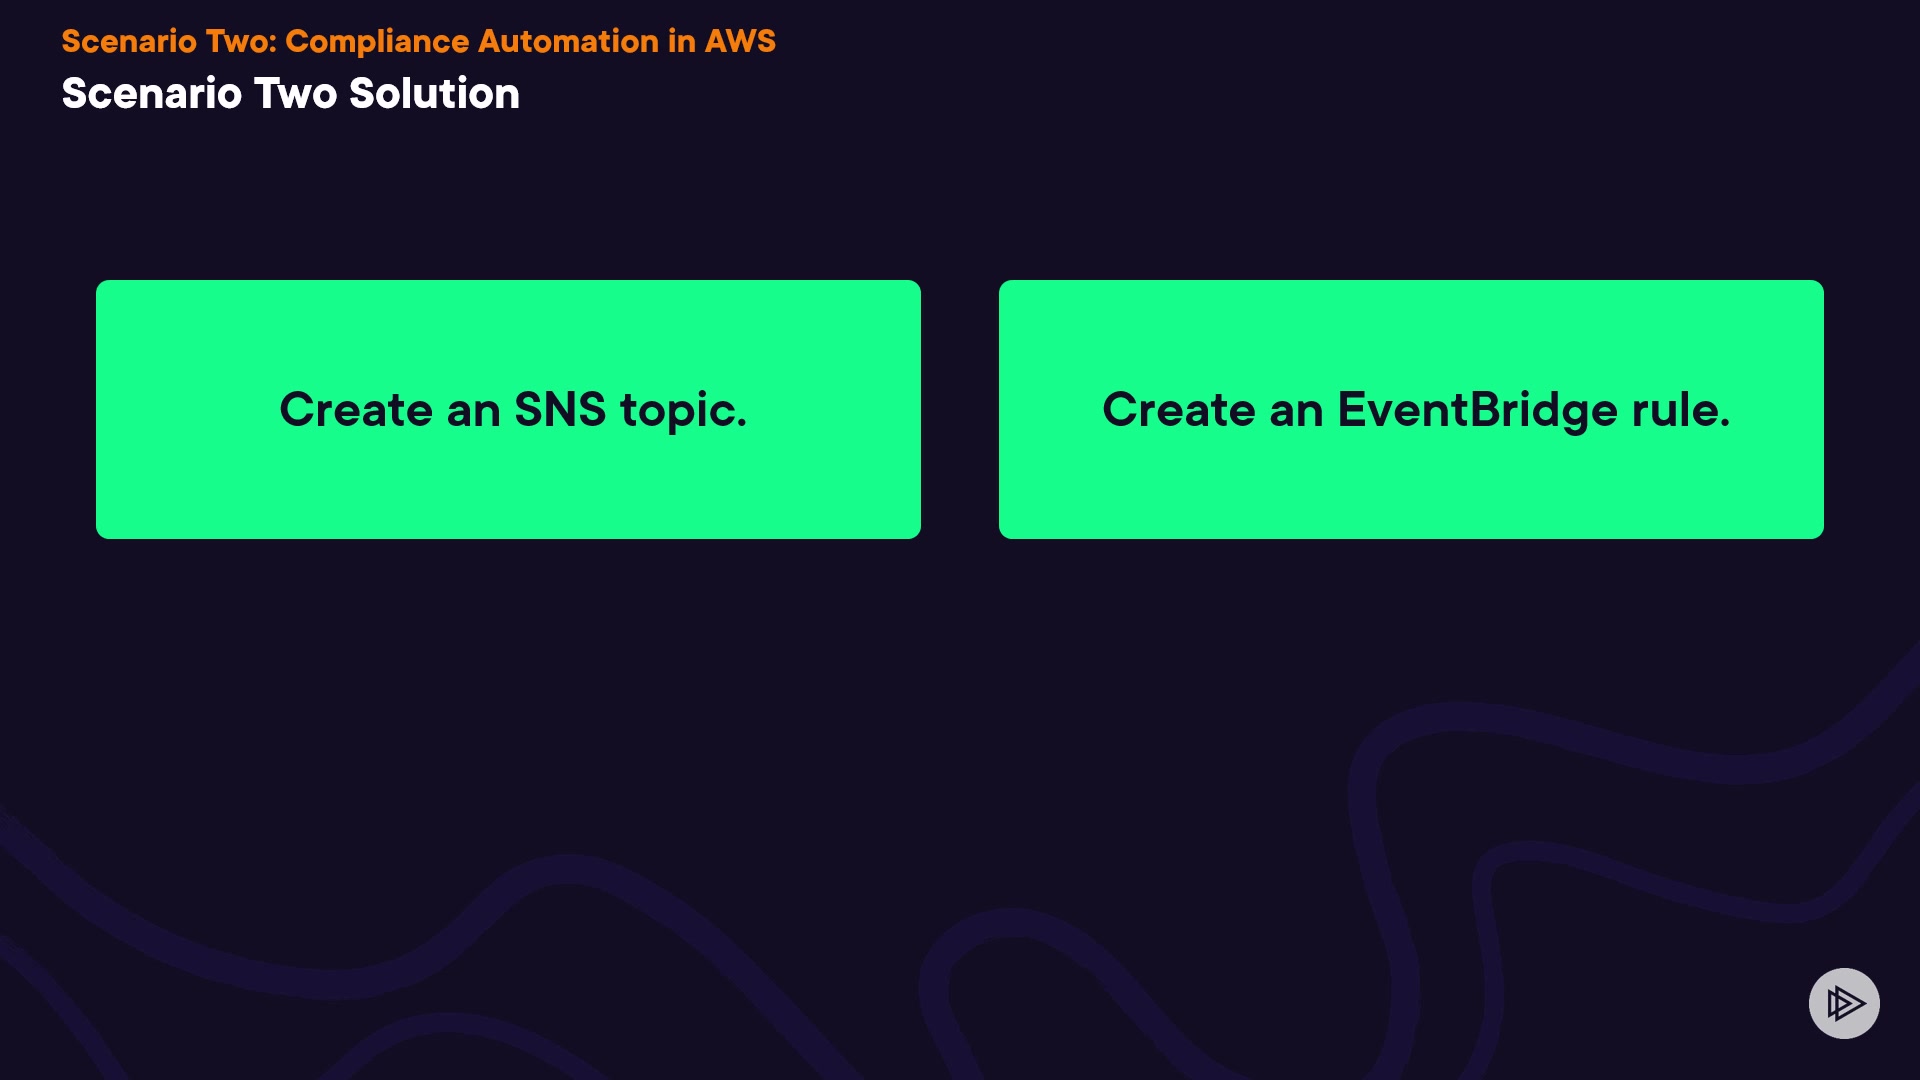 Scenario Two: Compliance Automation in AWS
Scenario Two Solution
Create an SNS topic.
Create an EventBridge rule.